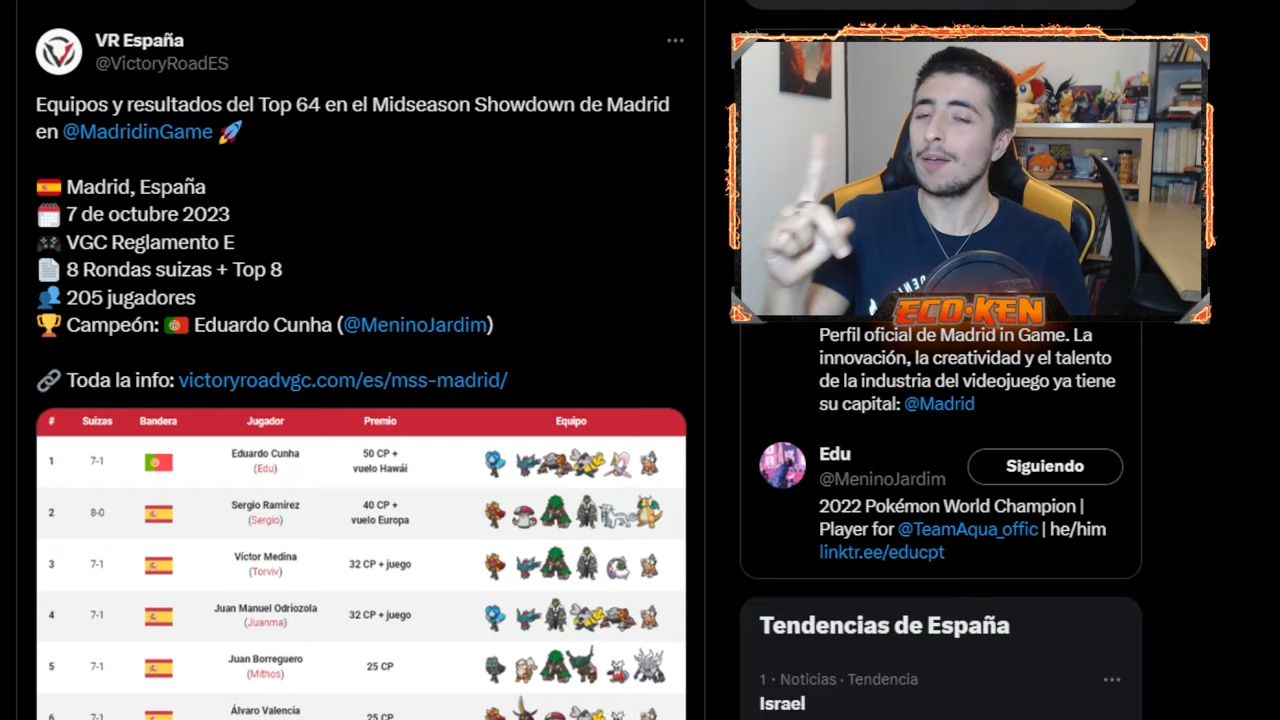 VR España
@VictoryRoadES
Equipos y resultados del Top 64 en el Midseason Showdown de Madrid
en @MadridinGame
Madrid, España
7 de octubre 2023
VGC Reglamento E
8 Rondas suizas + Top 8
205 jugadores
Campeón: Eduardo Cunha (@MeninoJardim)
Toda la info: victoryroadvgc.com/es/mss-madrid/
# Suizas Bandera Jugador Premio Equipo
1 7-1 Eduardo Cunha (Edu) 50 CP + vuelo Hawái
2 8-0 Sergio Ramírez (Sergio) 40 CP + vuelo Europa
3 7-1 Víctor Medina (Torviv) 32 CP + juego
4 7-1 Juan Manuel Odriozola (Juanma) 32 CP + juego
5 7-1 Juan Borreguero (Mithos) 25 CP
6 7-1 Álvaro Valencia 25 CP
ECO·KEN
Perfil oficial de Madrid in Game. La
innovación, la creatividad y el talento
de la industria del videojuego ya tiene
su capital: @Madrid
Edu
@MeninoJardim
Siguiendo
2022 Pokémon World Champion |
Player for @TeamAqua_offic | he/him
linktr.ee/educpt
Tendencias de España
1 · Noticias · Tendencia
Israel